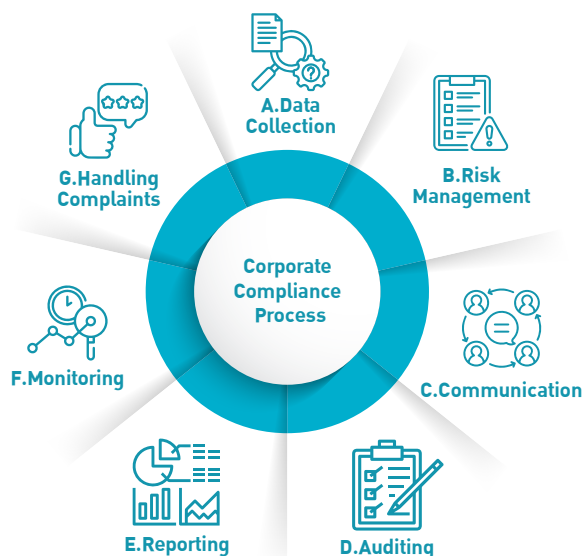 A.Data
Collection
B.Risk
Management
C.Communication
D.Auditing
E.Reporting
F.Monitoring
G.Handling
Complaints
Corporate
Compliance
Process
?